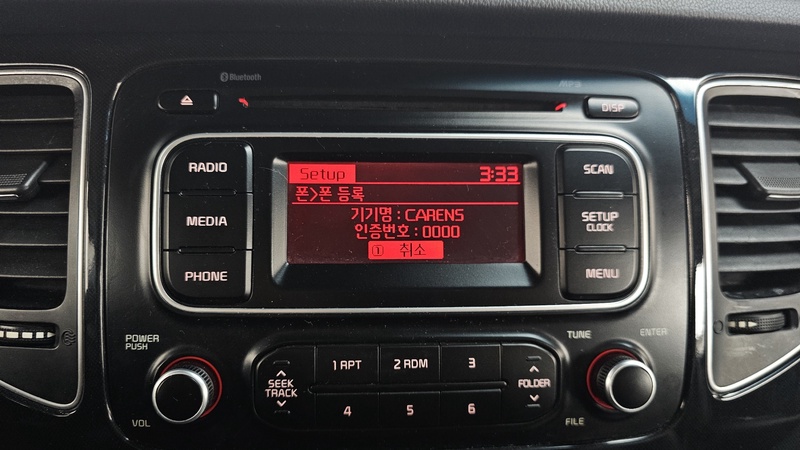 Bluetooth
MP3
DISP
RADIO
MEDIA
PHONE
Setup 3:33
폰>폰 등록
기기명 : CARENS
인증번호 : 0000
① 취소
SCAN
SETUP
CLOCK
MENU
POWER
PUSH
VOL
SEEK
TRACK
1 RPT
2 RDM
3
4
5
6
FOLDER
TUNE
ENTER
FILE